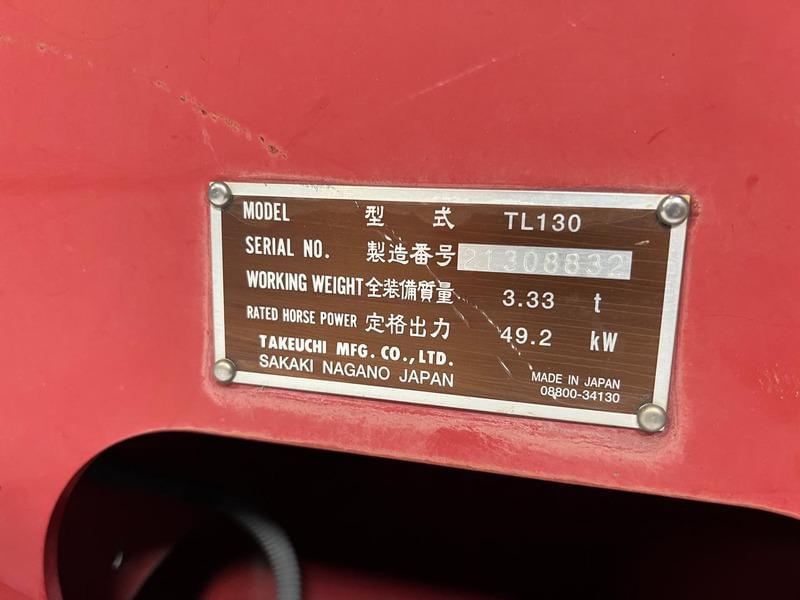 MODEL 型 式 TL130
SERIAL NO. 製造番号 21308832
WORKING WEIGHT 全装備質量 3.33 t
RATED HORSE POWER 定格出力 49.2 kW
TAKEUCHI MFG. CO., LTD.
SAKAKI NAGANO JAPAN
MADE IN JAPAN
08800-34130